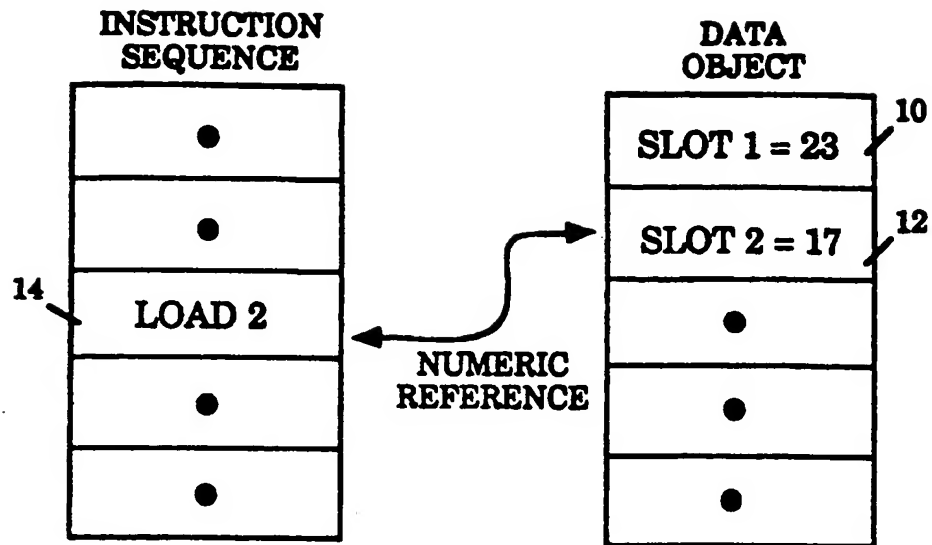 INSTRUCTION
SEQUENCE
14
LOAD 2
NUMERIC
REFERENCE
DATA
OBJECT
SLOT 1 = 23
10
SLOT 2 = 17
12